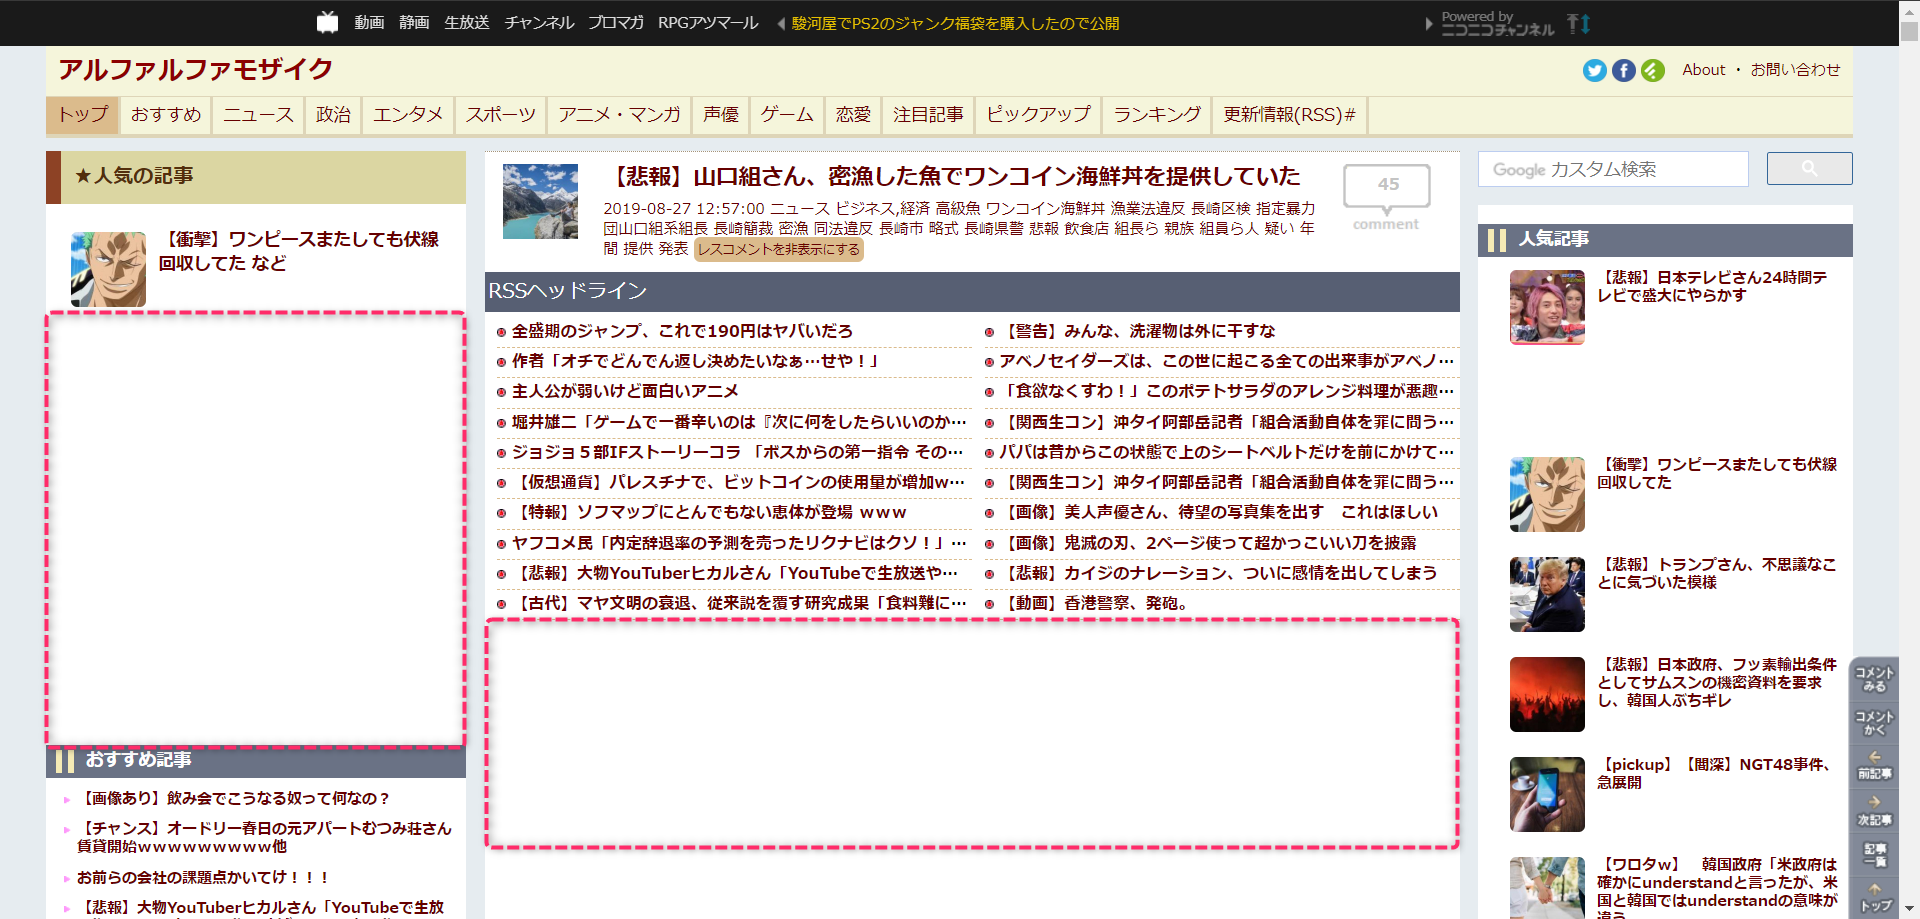 動画 静画 生放送 チャンネル ブロマガ RPGアツマール 駿河屋でPS2のジャンク福袋を購入したので公開 Powered by ニコニコチャンネル
アルファルファモザイク
About ・ お問い合わせ
トップ おすすめ ニュース 政治 エンタメ スポーツ アニメ・マンガ 声優 ゲーム 恋愛 注目記事 ピックアップ ランキング 更新情報(RSS)#
★人気の記事
【衝撃】ワンピースまたしても伏線
回収してた など
おすすめ記事
【画像あり】飲み会でこうなる奴って何なの？
【チャンス】オードリー春日の元アパートむつみ荘さん
賃貸開始ｗｗｗｗｗｗｗｗｗ他
お前らの会社の課題点かいてけ！！！
【悲報】大物YouTuberヒカルさん「YouTubeで生放
【悲報】山口組さん、密漁した魚でワンコイン海鮮丼を提供していた
45
comment
2019-08-27 12:57:00 ニュース ビジネス,経済 高級魚 ワンコイン海鮮丼 漁業法違反 長崎区検 指定暴力
団山口組系組長 長崎簡裁 密漁 同法違反 長崎市 略式 長崎県警 悲報 飲食店 組長ら 親族 組員ら人 疑い 年
間 提供 発表 レスコメントを非表示にする
RSSヘッドライン
全盛期のジャンプ、これで190円はヤバいだろ
作者「オチでどんでん返し決めたいなぁ…せや！」
主人公が弱いけど面白いアニメ
堀井雄二「ゲームで一番辛いのは『次に何をしたらいいのか…
ジョジョ５部IFストーリーコラ 「ボスからの第一指令 その…
【仮想通貨】パレスチナで、ビットコインの使用量が増加w…
【特報】ソフマップにとんでもない恵体が登場 ｗｗｗ
ヤフコメ民「内定辞退率の予測を売ったリクナビはクソ！」…
【悲報】大物YouTuberヒカルさん「YouTubeで生放送や…
【古代】マヤ文明の衰退、従来説を覆す研究成果「食料難に…
【警告】みんな、洗濯物は外に干すな
アベノセイダーズは、この世に起こる全ての出来事がアベノ…
「食欲なくすわ！」このポテトサラダのアレンジ料理が悪趣…
【関西生コン】沖タイ阿部岳記者「組合活動自体を罪に問う…
パパは昔からこの状態で上のシートベルトだけを前にかけて…
【関西生コン】沖タイ阿部岳記者「組合活動自体を罪に問う…
【画像】美人声優さん、待望の写真集を出す　これはほしい
【画像】鬼滅の刃、2ページ使って超かっこいい刀を披露
【悲報】カイジのナレーション、ついに感情を出してしまう
【動画】香港警察、発砲。
Google カスタム検索
人気記事
【悲報】日本テレビさん24時間テ
レビで盛大にやらかす
【衝撃】ワンピースまたしても伏線
回収してた
【悲報】トランプさん、不思議なこ
とに気づいた模様
【悲報】日本政府、フッ素輸出条件
としてサムスンの機密資料を要求
し、韓国人ぶちギレ
【pickup】【闇深】NGT48事件、
急展開
【ワロタｗ】　韓国政府「米政府は
確かにunderstandと言ったが、米
国と韓国ではunderstandの意味が
違う
コメント
みる
コメント
かく
前記事
次記事
記事
一覧
トップ